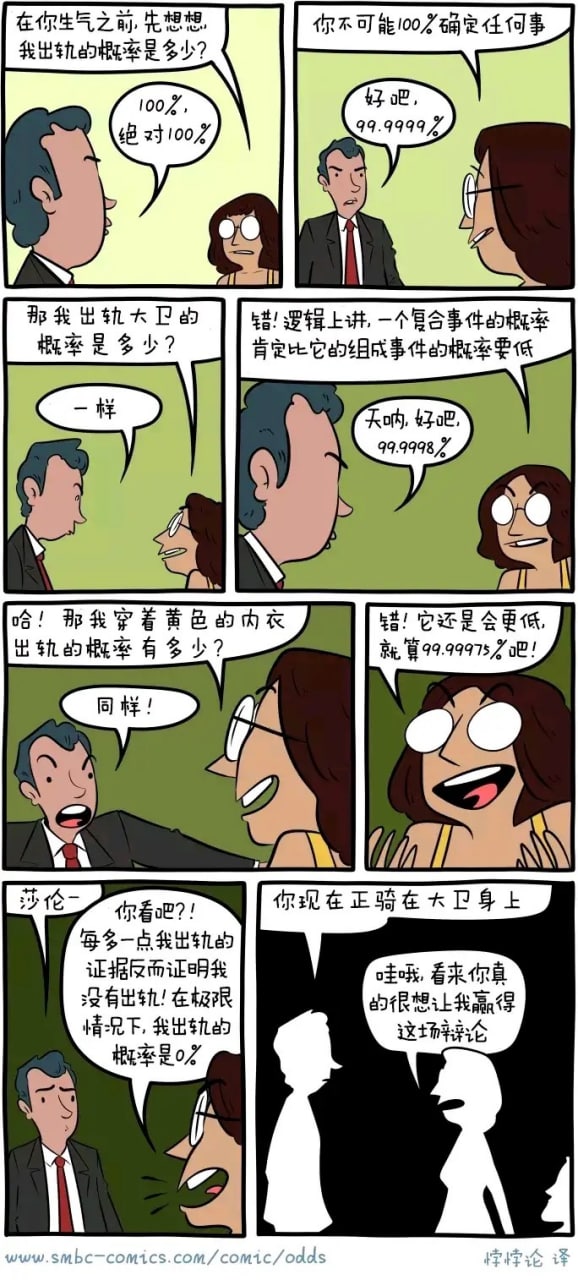 在你生气之前,先想想,
我出轨的概率是多少?
100%,
绝对100%
你不可能100%确定任何事
好吧,
99.9999%
那我出轨大卫的
概率是多少?
一样
错!逻辑上讲,一个复合事件的概率
肯定比它的组成事件的概率要低
天呐,好吧,
99.9998%
哈!那我穿着黄色的内衣
出轨的概率有多少?
同样!
错!它还是会更低,
就算99.99975%吧!
莎伦-
你看吧?!
每多一点我出轨的
证据反而证明我
没有出轨!在极限
情况下,我出轨的
概率是0%
你现在正骑在大卫身上
哇哦,看来你真
的很想让我赢得
这场辩论
www.smbc-comics.com/comic/odds
悖悖论 译